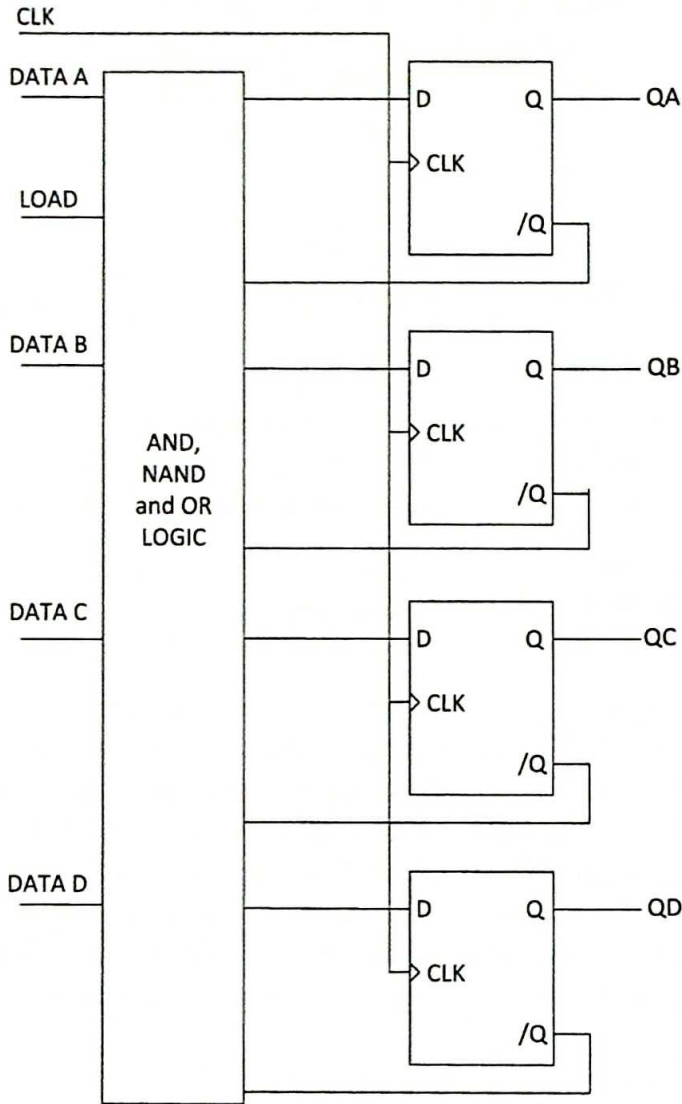 CLK
DATA A
D Q QA
CLK
LOAD
/Q
DATA B
D Q QB
CLK
AND,
NAND
and OR
LOGIC
/Q
DATA C
D Q QC
CLK
/Q
DATA D
D Q QD
CLK
/Q